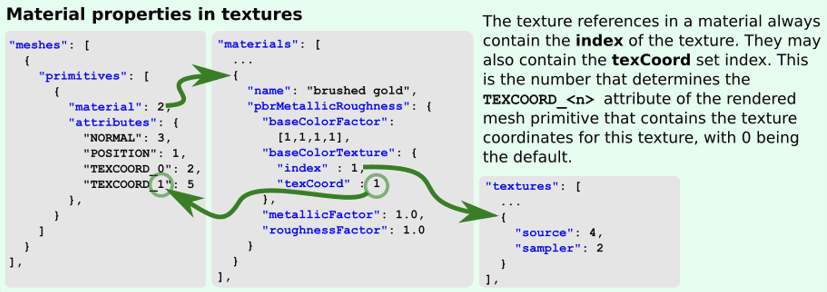 Material properties in textures
"meshes": [
  {
    "primitives": [
      {
        "material": 2,
        "attributes": {
          "NORMAL": 3,
          "POSITION": 1,
          "TEXCOORD_0": 2,
          "TEXCOORD_1": 5
        },
      }
    ]
  }
],
"materials": [
  ...
  {
    "name": "brushed gold",
    "pbrMetallicRoughness": {
      "baseColorFactor":
        [1,1,1,1],
      "baseColorTexture": {
        "index" : 1,
        "texCoord" : 1
      },
      "metallicFactor": 1.0,
      "roughnessFactor": 1.0
    }
  }
],
The texture references in a material always
contain the index of the texture. They may
also contain the texCoord set index. This
is the number that determines the
TEXCOORD_<n> attribute of the rendered
mesh primitive that contains the texture
coordinates for this texture, with 0 being
the default.
"textures": [
  ...
  {
    "source": 4,
    "sampler": 2
  }
],